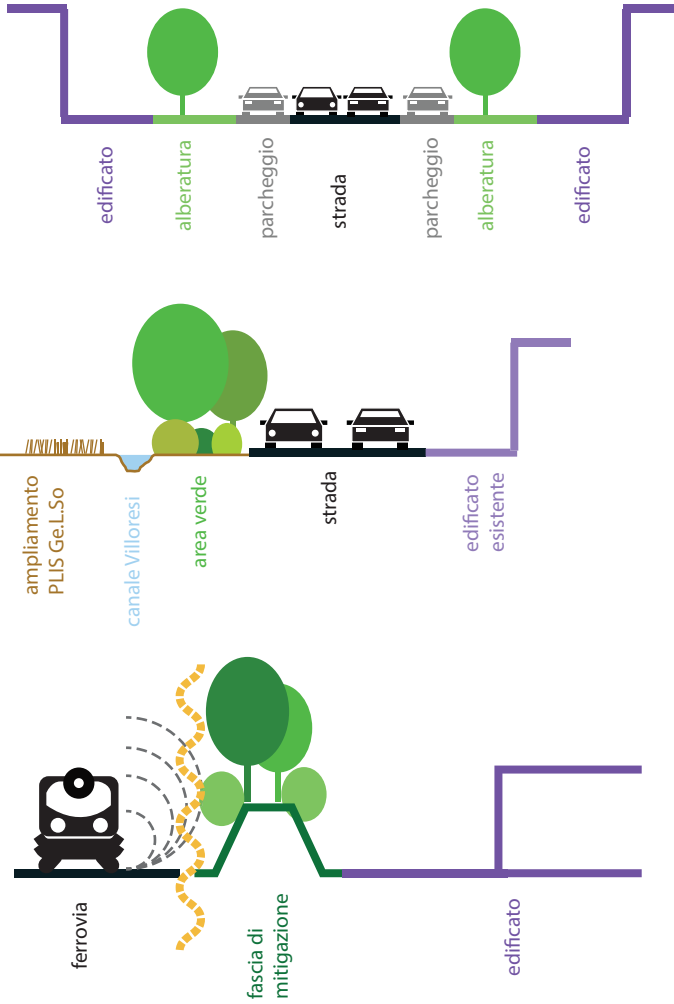 edificato
alberatura
parcheggio
strada
parcheggio
alberatura
edificato
ampliamento
PLIS Ge.L.So
canale Villoresi
area verde
strada
edificato
esistente
ferrovia
fascia di
mitigazione
edificato